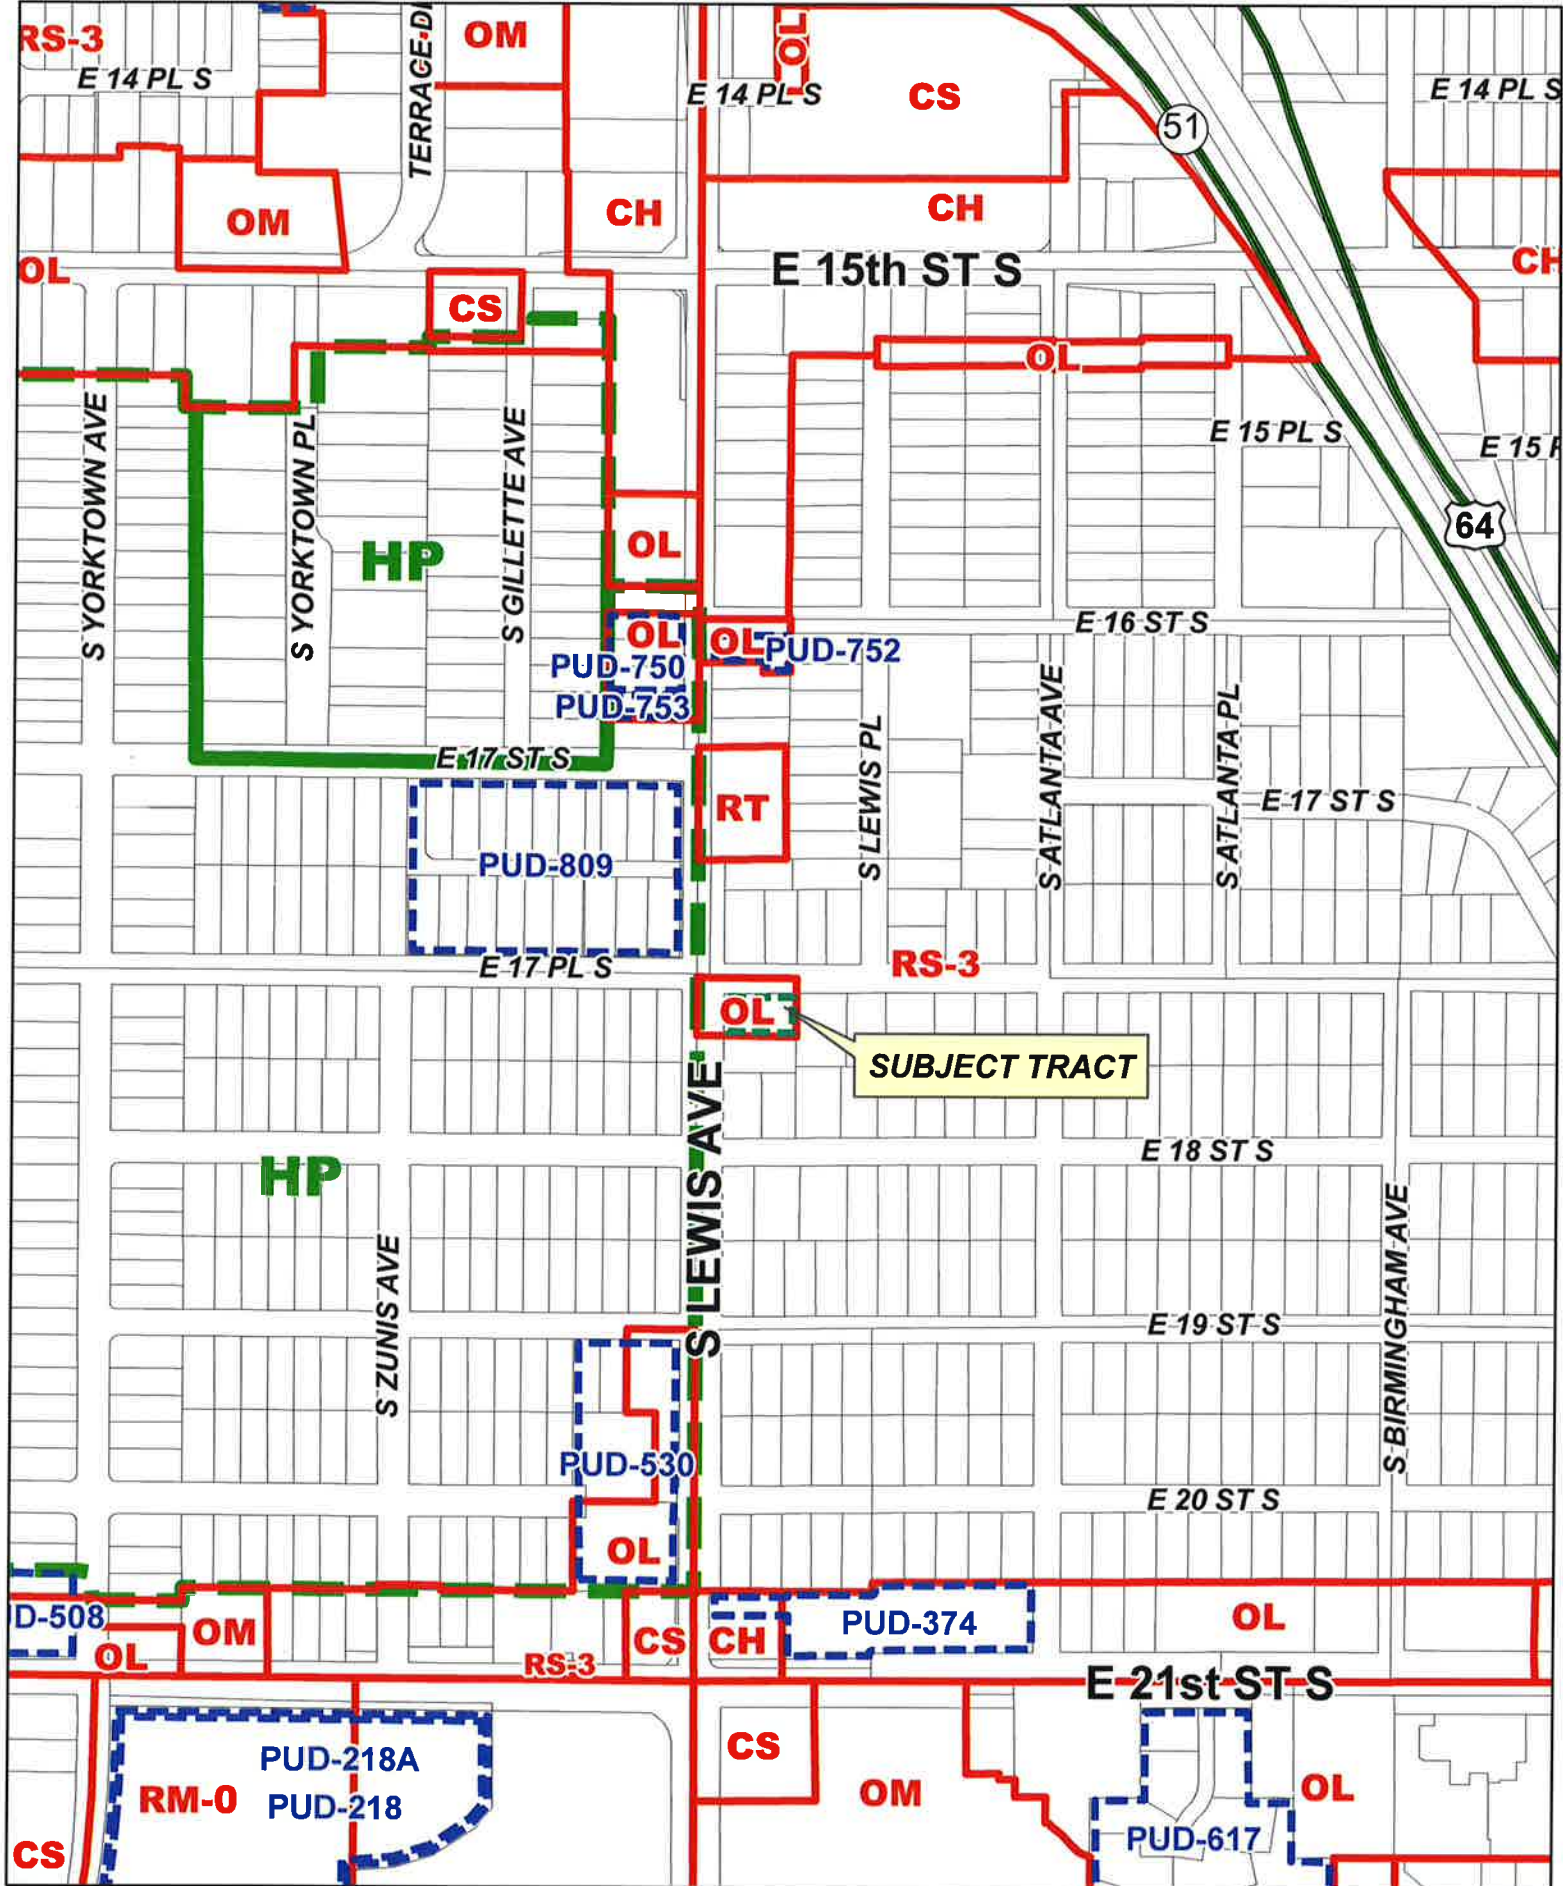 RS-3
OM
OL
E 14 PL S
TERRACE DR
E 14 PL S
CS
E 14 PL S
51
OM
CH
CH
OL
E 15th ST S
CH
CS
OL
E 15 PL S
E 15 P
S YORKTOWN AVE
S YORKTOWN PL
S GILLETTE AVE
HP
OL
64
E 16 ST S
OL
OL
PUD-752
PUD-750
PUD-753
S LEWIS PL
S ATLANTA AVE
S ATLANTA PL
E 17 ST S
RT
E 17 ST S
PUD-809
E 17 PL S
RS-3
OL
SUBJECT TRACT
S LEWIS AVE
E 18 ST S
HP
S ZUNIS AVE
S BIRMINGHAM AVE
E 19 ST S
PUD-530
E 20 ST S
OL
UD-508
OM
OL
RS-3
CS
CH
PUD-374
OL
E 21st ST S
CS
PUD-218A
RM-0
PUD-218
OM
OL
PUD-617
CS